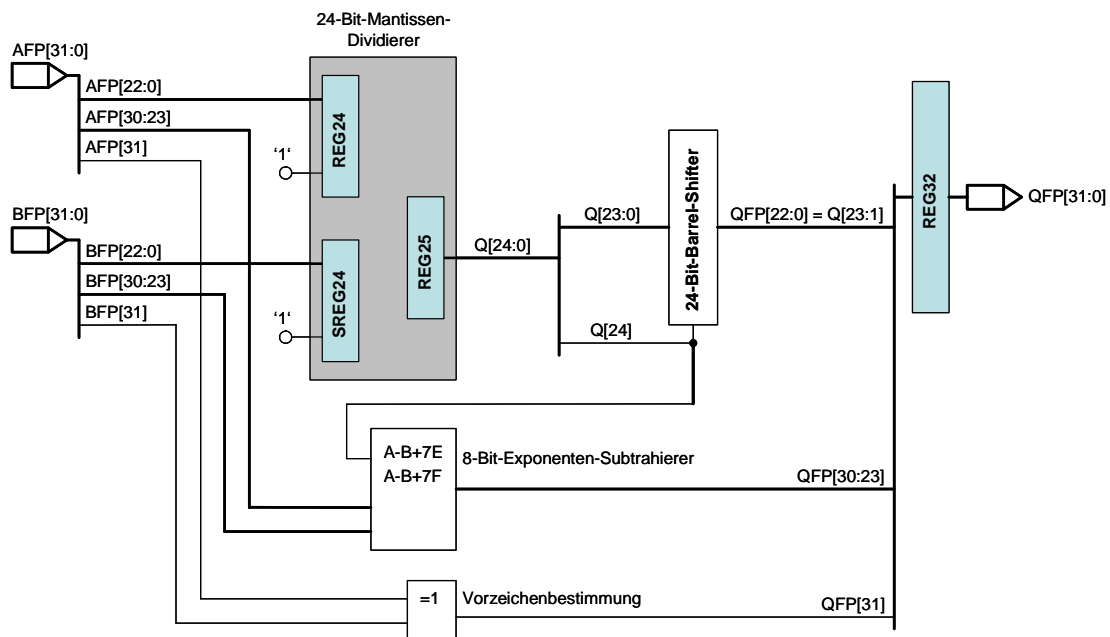 24-Bit-Mantissen-
Dividierer
AFP[31:0]
AFP[22:0]
AFP[30:23]
AFP[31]
'1'
REG24
BFP[31:0]
BFP[22:0]
BFP[30:23]
BFP[31]
'1'
SREG24
REG25
Q[24:0]
Q[23:0]
Q[24]
24-Bit-Barrel-Shifter
QFP[22:0] = Q[23:1]
REG32
QFP[31:0]
A-B+7E
A-B+7F
8-Bit-Exponenten-Subtrahierer
QFP[30:23]
=1
Vorzeichenbestimmung
QFP[31]